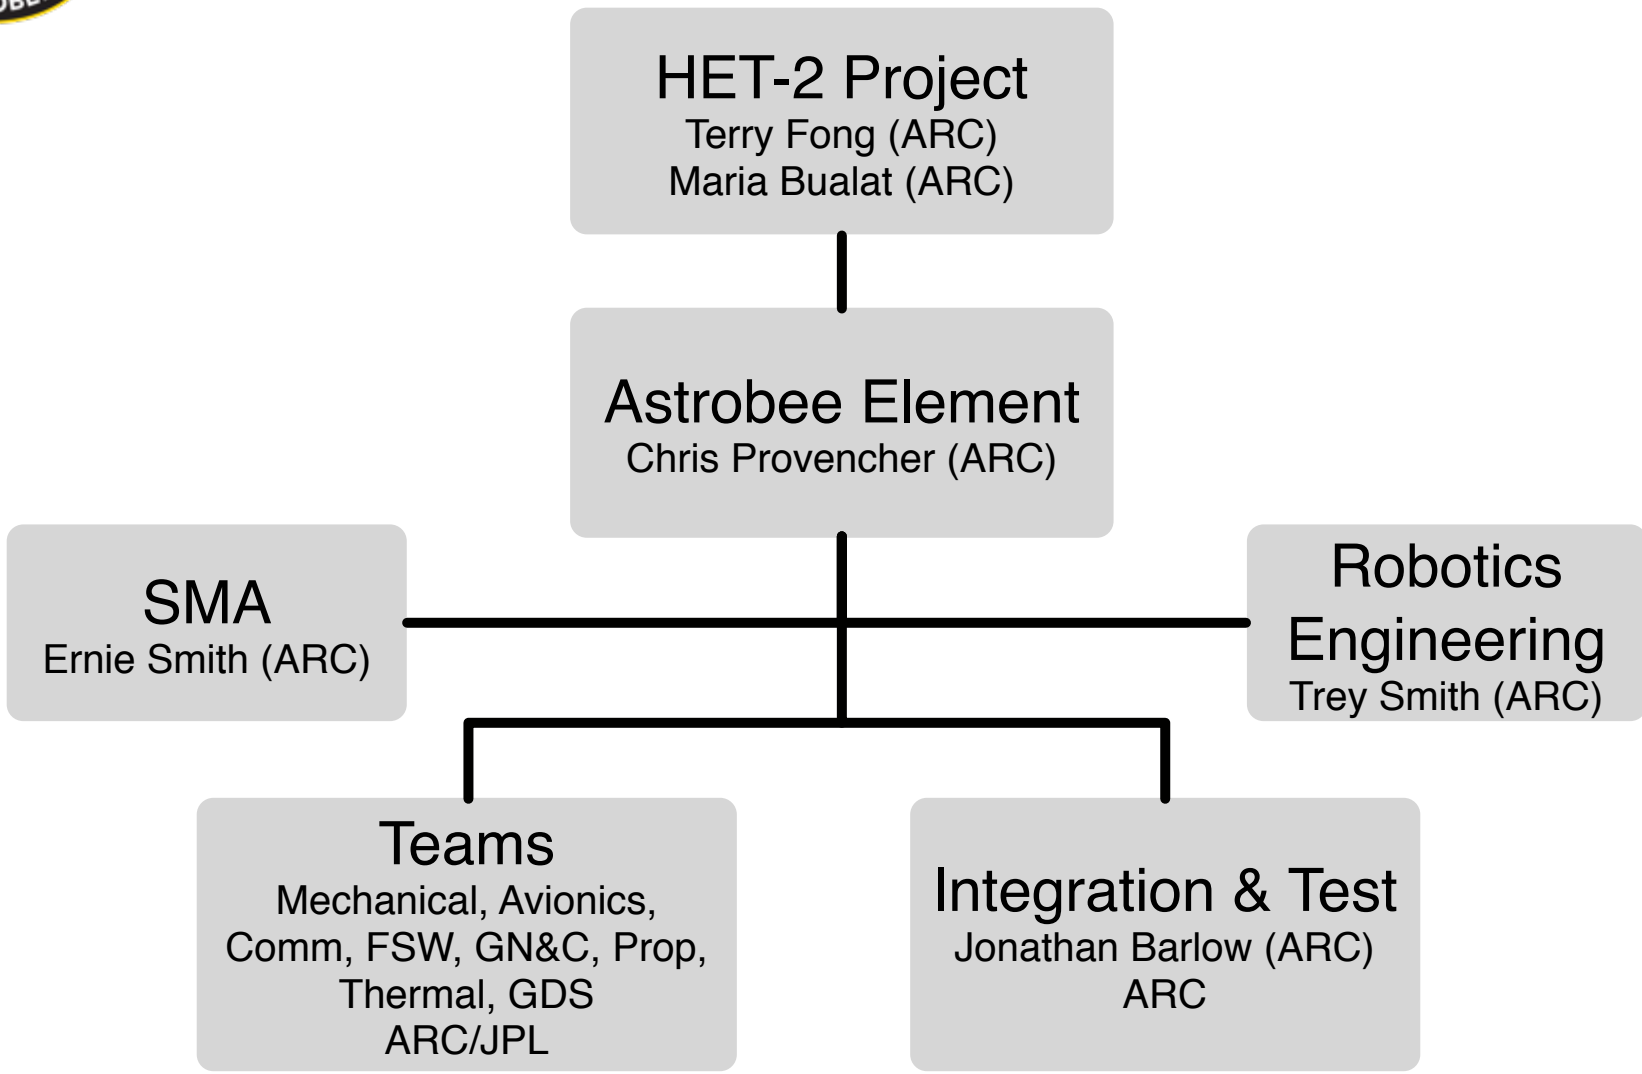 HET-2 Project
Terry Fong (ARC)
Maria Bualat (ARC)
Astrobee Element
Chris Provencher (ARC)
SMA
Ernie Smith (ARC)
Robotics
Engineering
Trey Smith (ARC)
Teams
Mechanical, Avionics,
Comm, FSW, GN&C, Prop,
Thermal, GDS
ARC/JPL
Integration & Test
Jonathan Barlow (ARC)
ARC